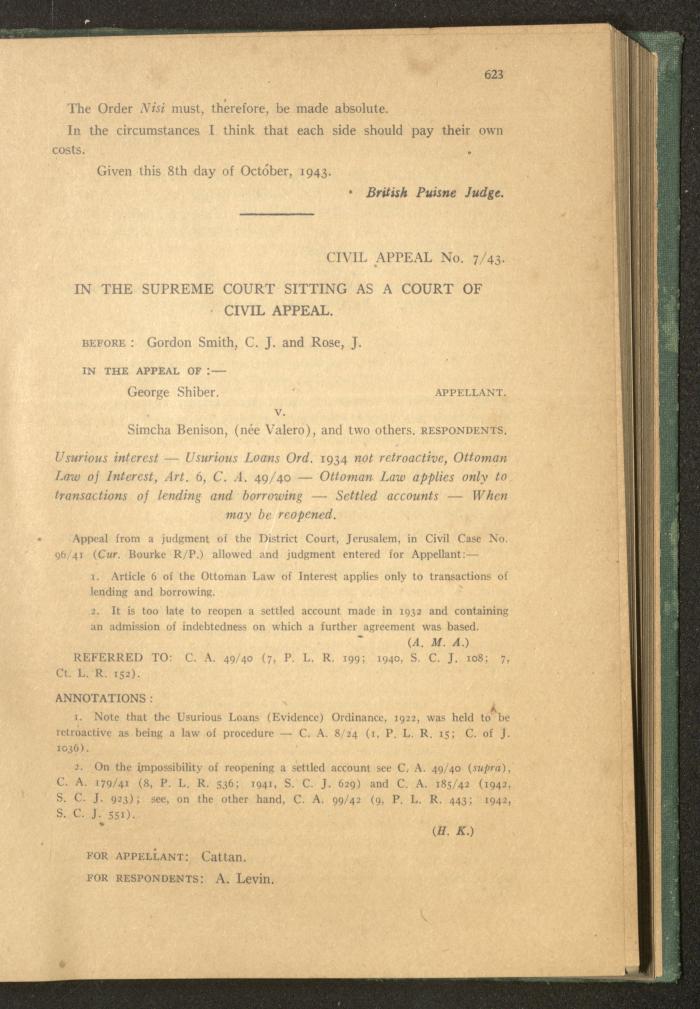 623
The Order Nisi must, therefore, be made absolute.
In the circumstances I think that each side should pay their own
costs.
Given this 8th day of October, 1943.
British Puisne Judge.
CIVIL APPEAL No. 7/43.
IN THE SUPREME COURT SITTING AS A COURT OF
CIVIL APPEAL.
BEFORE : Gordon Smith, C. J. and Rose, J.
IN THE APPEAL OF :—
George Shiber. APPELLANT.
v.
Simcha Benison, (née Valero), and two others. RESPONDENTS.
Usurious interest — Usurious Loans Ord. 1934 not retroactive, Ottoman
Law of Interest, Art. 6, C. A. 49/40 — Ottoman Law applies only to
transactions of lending and borrowing — Settled accounts — When
may be reopened.
Appeal from a judgment of the District Court, Jerusalem, in Civil Case No.
96/41 (Cur. Bourke R/P.) allowed and judgment entered for Appellant:—
1. Article 6 of the Ottoman Law of Interest applies only to transactions of
lending and borrowing.
2. It is too late to reopen a settled account made in 1932 and containing
an admission of indebtedness on which a further agreement was based.
(A. M. A.)
REFERRED TO: C. A. 49/40 (7, P. L. R. 199; 1940, S. C. J. 108; 7,
Ct. L. R. 152).
ANNOTATIONS :
1. Note that the Usurious Loans (Evidence) Ordinance, 1922, was held to be
retroactive as being a law of procedure — C. A. 8/24 (1, P. L. R. 15; C. of J.
1036).
2. On the impossibility of reopening a settled account see C. A. 49/40 (supra),
C. A. 179/41 (8, P. L. R. 536; 1941, S. C. J. 629) and C. A. 185/42 (1942,
S. C. J. 923); see, on the other hand, C. A. 99/42 (9, P. L. R. 443; 1942,
S. C. J. 551).
(H. K.)
FOR APPELLANT: Cattan.
FOR RESPONDENTS: A. Levin.